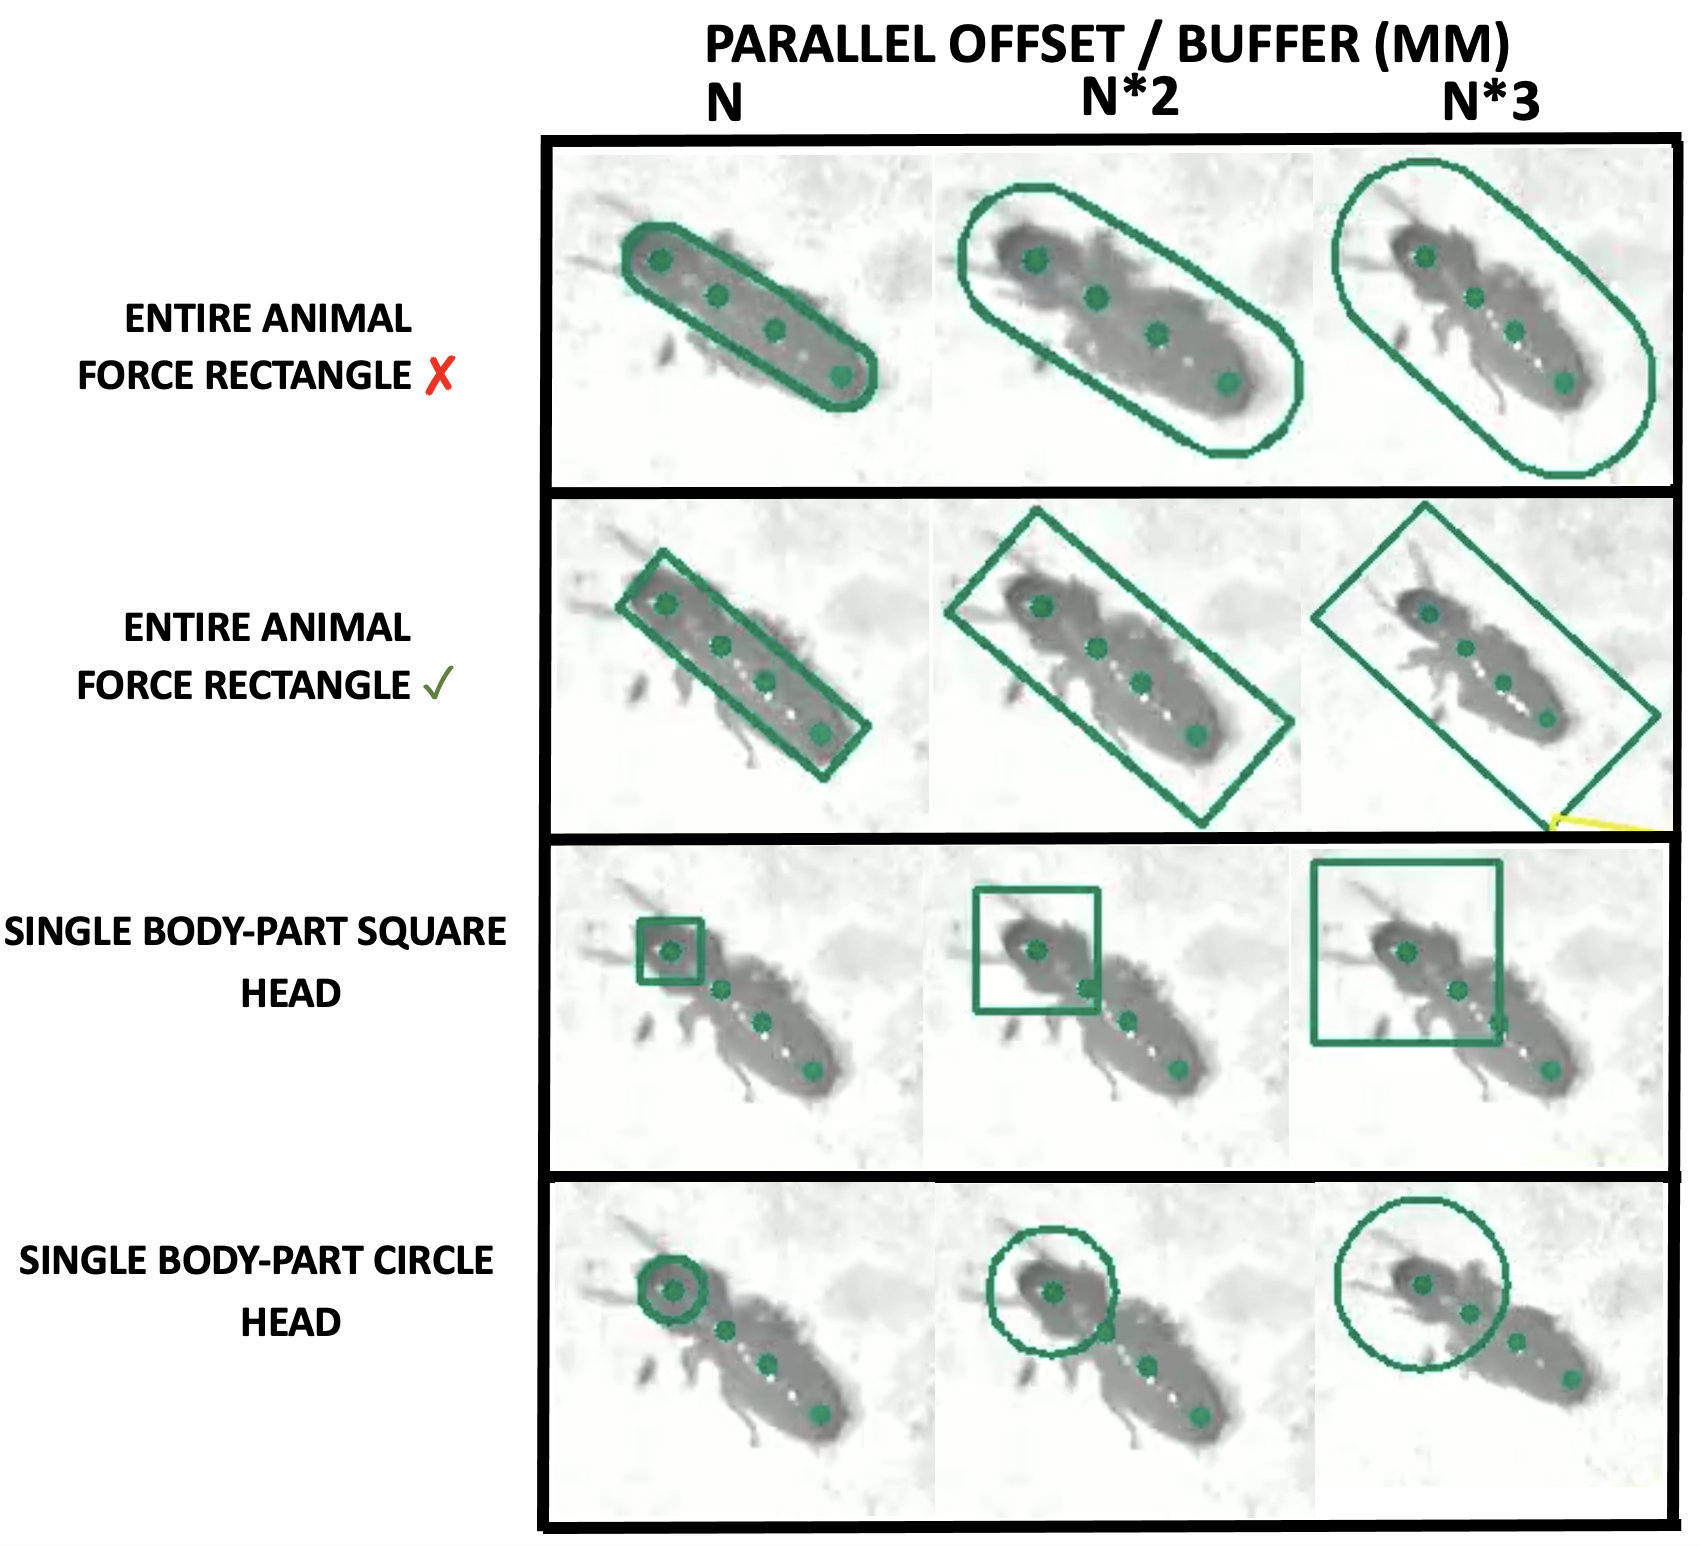 PARALLEL OFFSET / BUFFER (MM)
N N*2 N*3
ENTIRE ANIMAL
FORCE RECTANGLE ✗
ENTIRE ANIMAL
FORCE RECTANGLE ✓
SINGLE BODY-PART SQUARE
HEAD
SINGLE BODY-PART CIRCLE
HEAD